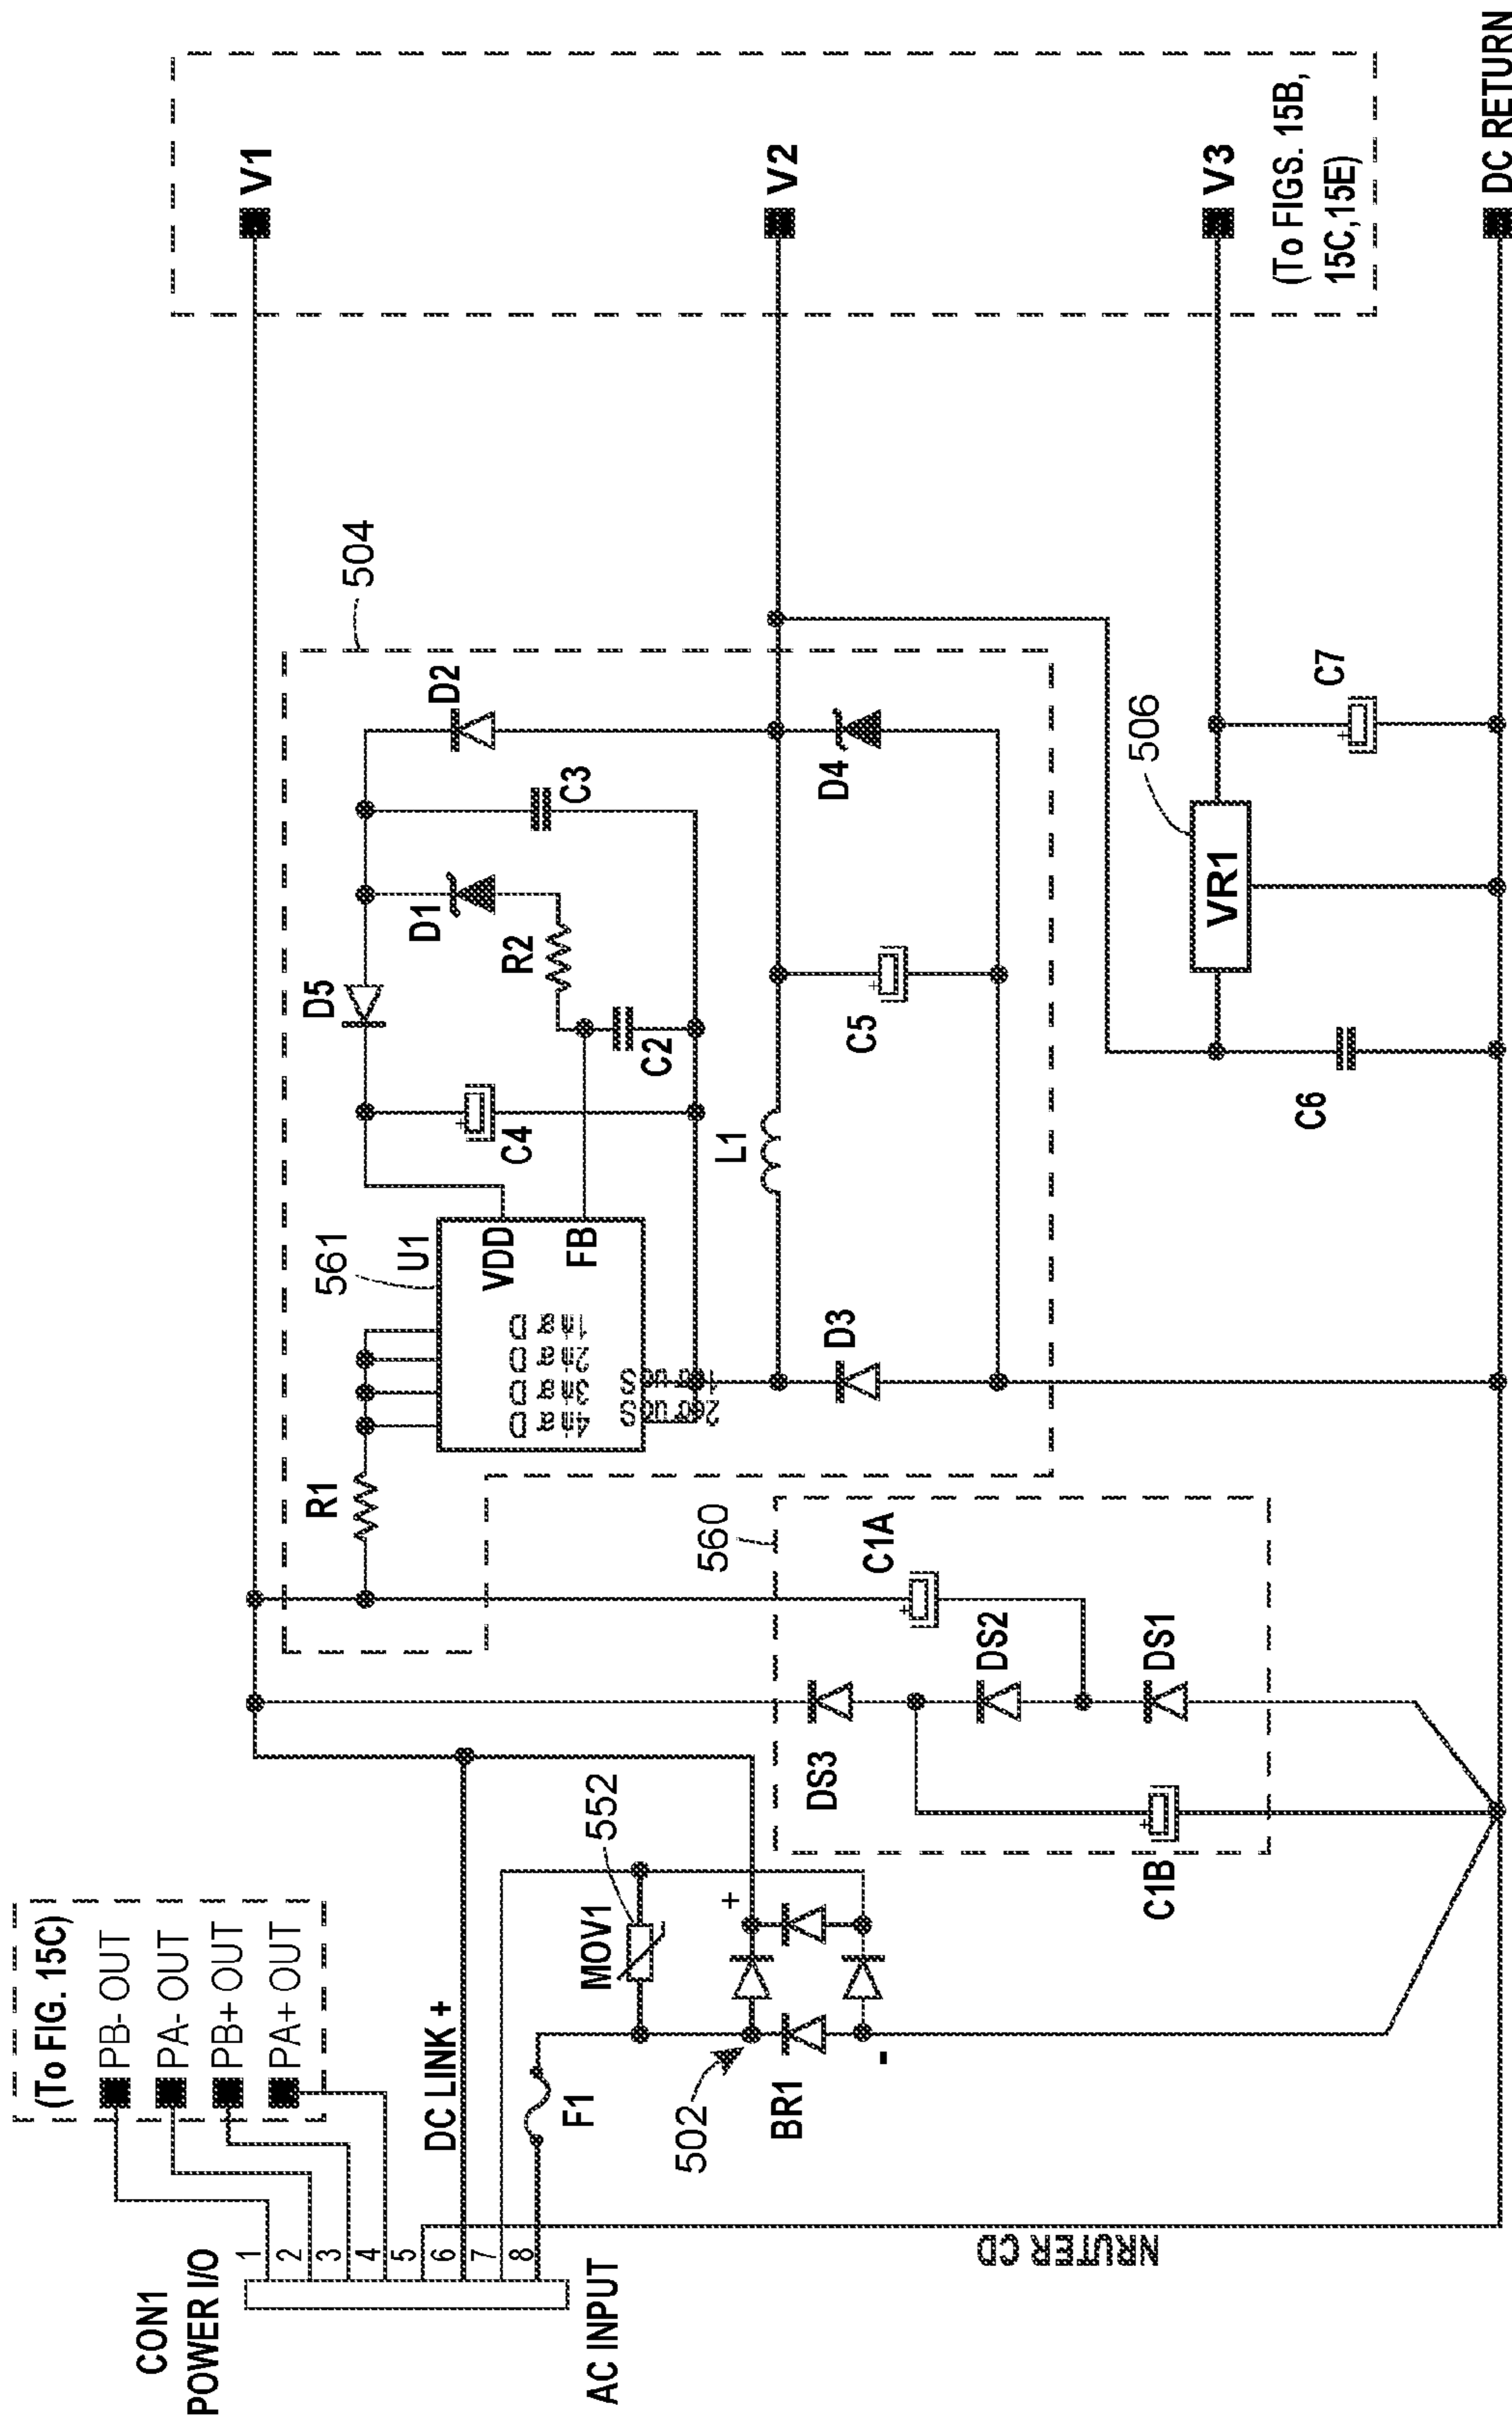 CON1
POWER I/O
1
2
3
4
5
6
7
8
AC INPUT
(To FIG. 15C)
PB- OUT
PA- OUT
PB+ OUT
PA+ OUT
DC LINK +
F1
MOV1
552
502
BR1
+
-
NRUTER CD
DS3
DS2
DS1
C1A
C1B
560
R1
561
U1
VDD
FB
D5
C4
D1
R2
C2
C3
D2
504
L1
D3
C5
D4
506
VR1
C6
C7
V1
V2
V3
(To FIGS. 15B,
15C,15E)
DC RETURN